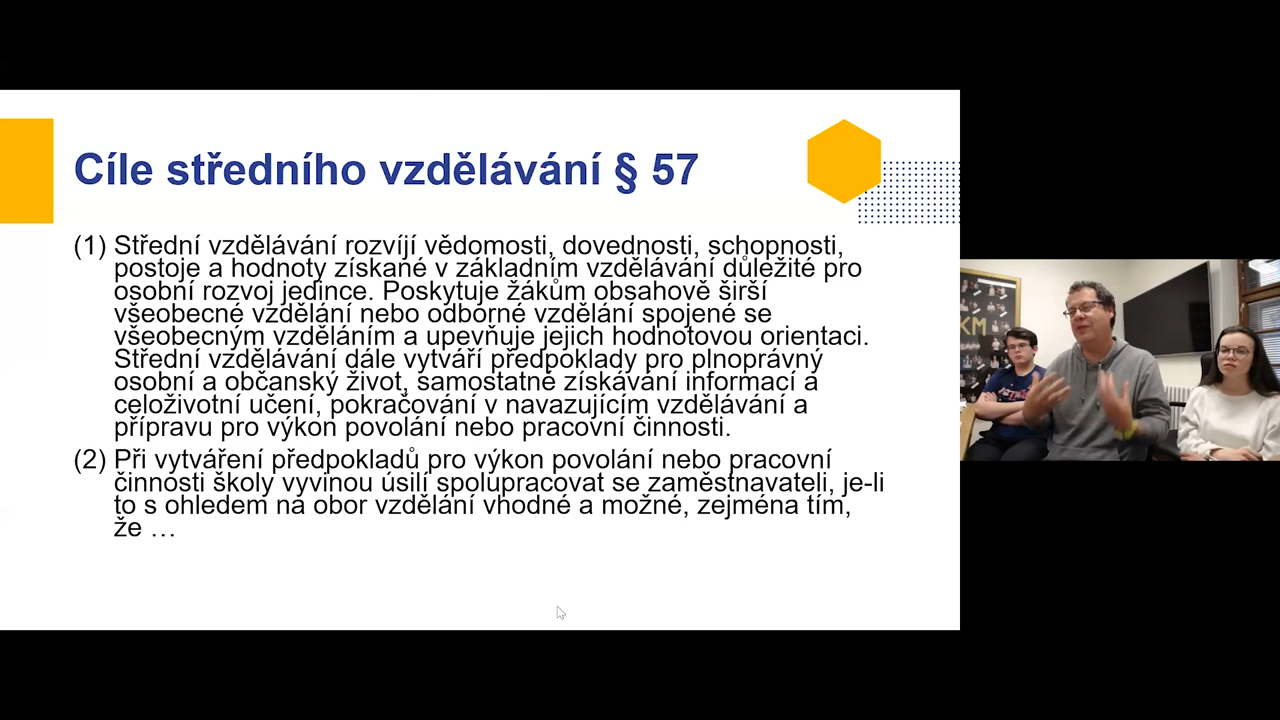 Cíle středního vzdělávání § 57
(1) Střední vzdělávání rozvíjí vědomosti, dovednosti, schopnosti,
postoje a hodnoty získané v základním vzdělávání důležité pro
osobní rozvoj jedince. Poskytuje žákům obsahově širší
všeobecné vzdělání nebo odborné vzdělání spojené se
všeobecným vzděláním a upevňuje jejich hodnotovou orientaci.
Střední vzdělávání dále vytváří předpoklady pro plnoprávný
osobní a občanský život, samostatné získávání informací a
celoživotní učení, pokračování v navazujícím vzdělávání a
přípravu pro výkon povolání nebo pracovní činnosti.
(2) Při vytváření předpokladů pro výkon povolání nebo pracovní
činnosti školy vyvinou úsilí spolupracovat se zaměstnavateli, je-li
to s ohledem na obor vzdělání vhodné a možné, zejména tím,
že …
KM